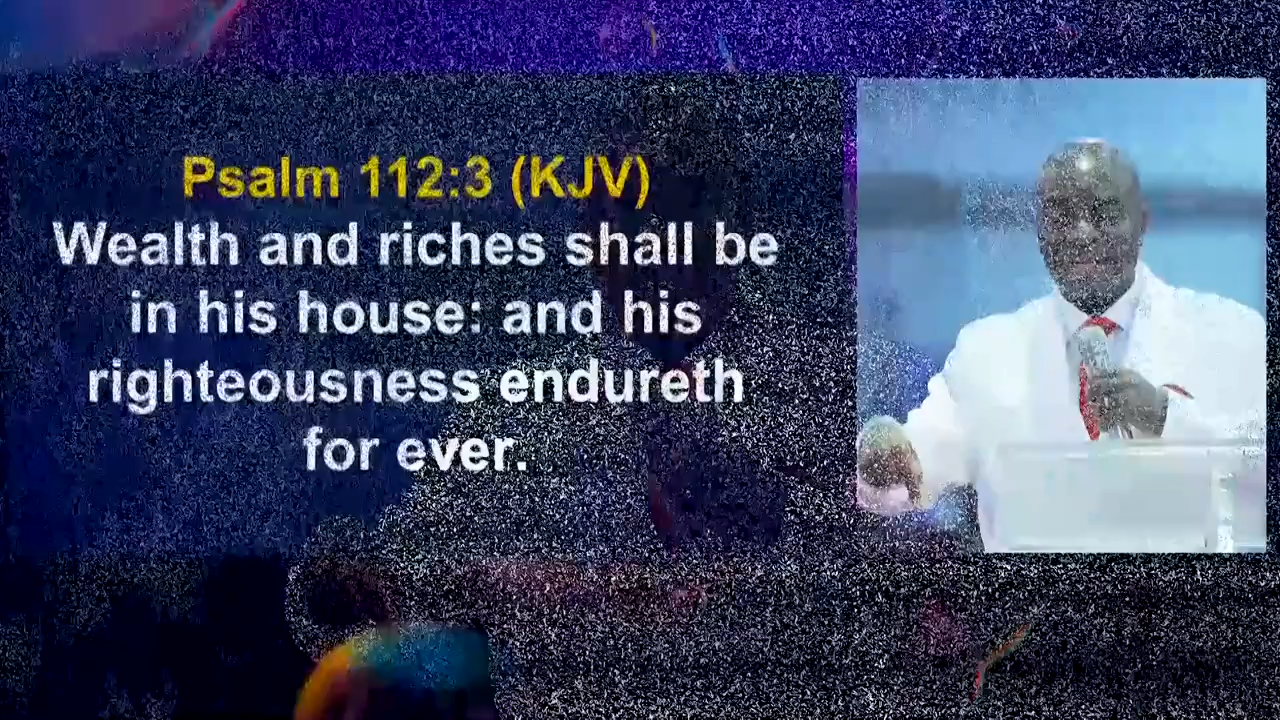 Psalm 112:3 (KJV)
Wealth and riches shall be
in his house: and his
righteousness endureth
for ever.